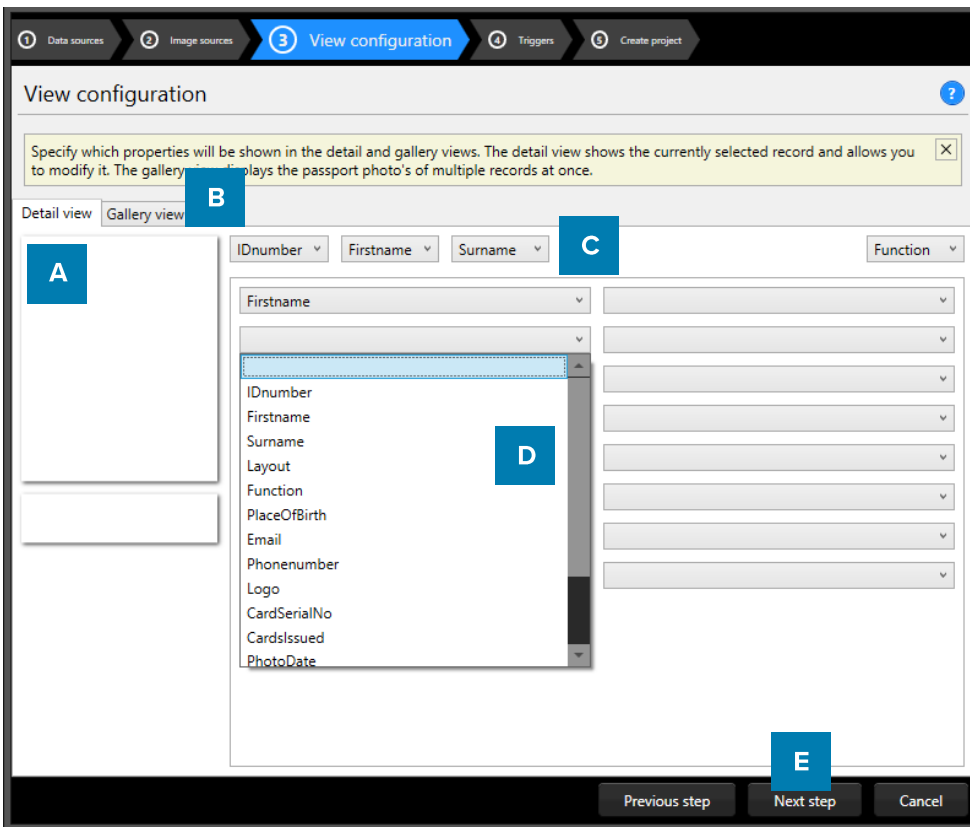 1 Data sources 2 Image sources 3 View configuration 4 Triggers 5 Create project
View configuration ?
Specify which properties will be shown in the detail and gallery views. The detail view shows the currently selected record and allows you
to modify it. The gallery displays the passport photo's of multiple records at once.
B
Detail view Gallery view
A
IDnumber Firstname Surname C Function
Firstname
IDnumber
Firstname
Surname
D
Layout
Function
PlaceOfBirth
Email
Phonenumber
Logo
CardSerialNo
CardsIssued
PhotoDate
E
Previous step Next step Cancel